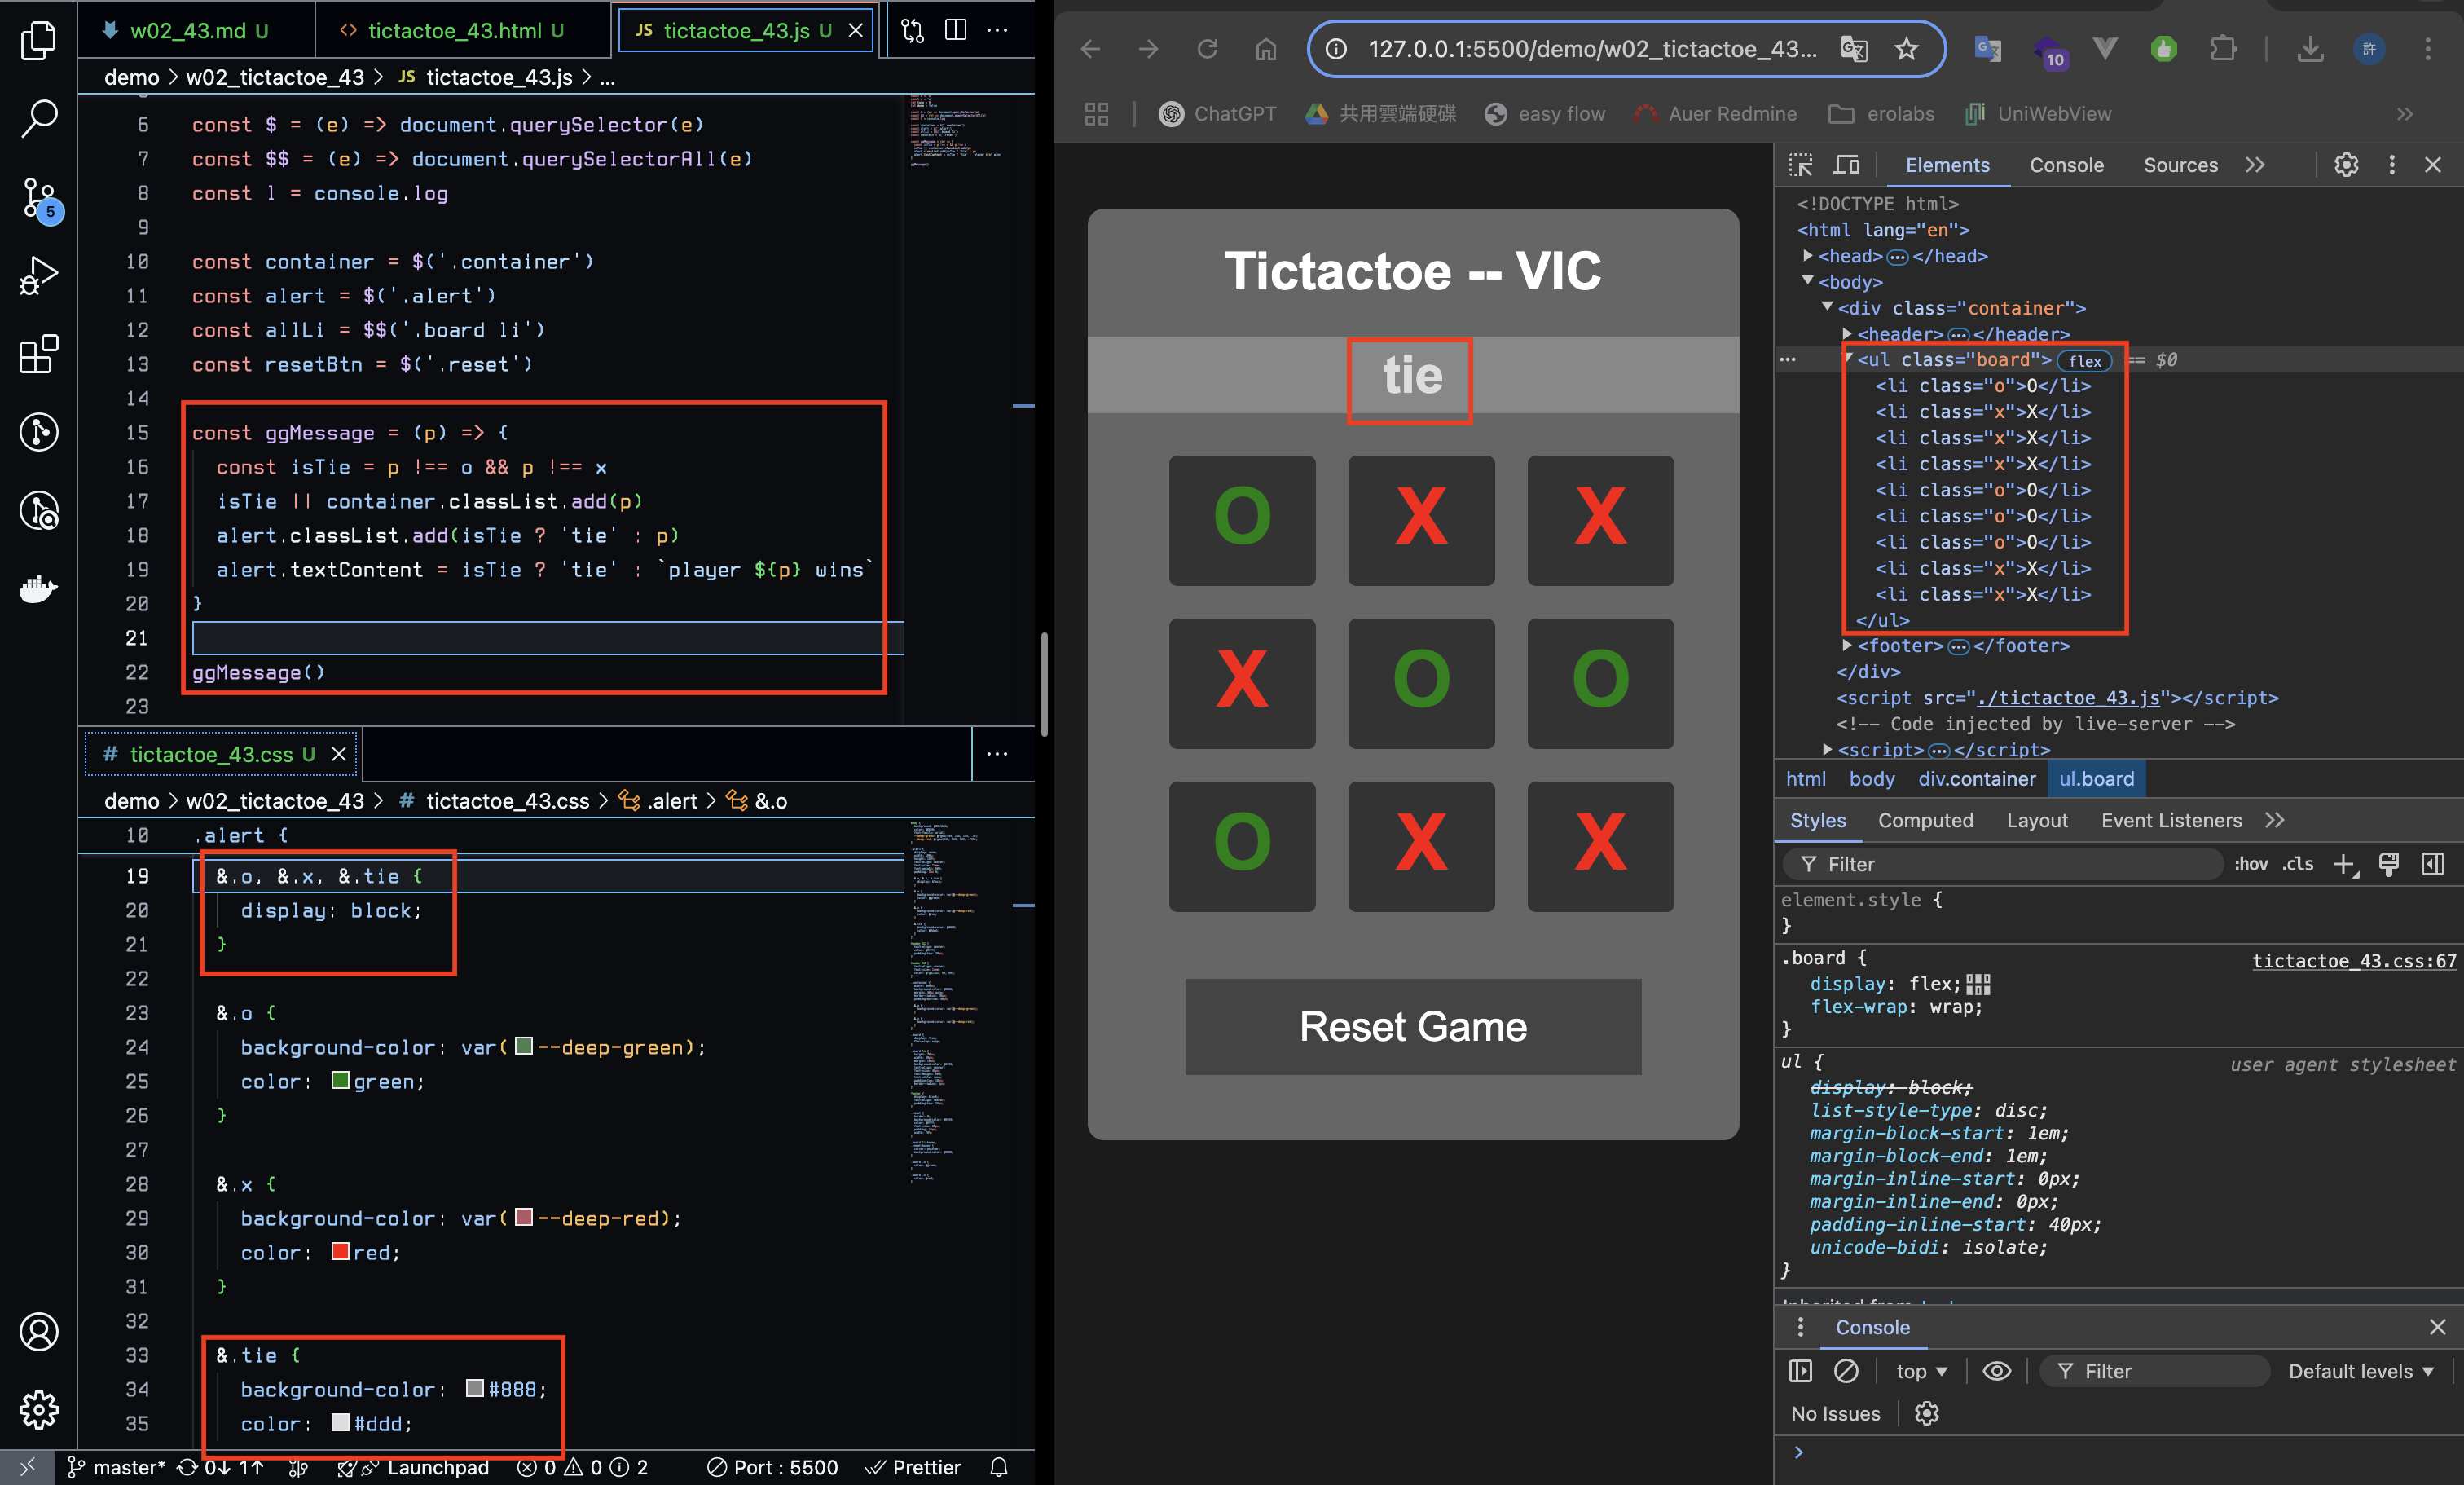 w02_43.md U
tictactoe_43.html U
JS tictactoe_43.js U
demo > w02_tictactoe_43 > JS tictactoe_43.js > ...
6 const $ = (e) => document.querySelector(e)
7 const $$ = (e) => document.querySelectorAll(e)
8 const l = console.log
9
10 const container = $('.container')
11 const alert = $('.alert')
12 const allLi = $$('.board li')
13 const resetBtn = $('.reset')
14
15 const ggMessage = (p) => {
16 const isTie = p !== o && p !== x
17 isTie || container.classList.add(p)
18 alert.classList.add(isTie ? 'tie' : p)
19 alert.textContent = isTie ? 'tie' : `player ${p} wins`
20 }
21
22 ggMessage()
23
# tictactoe_43.css U
demo > w02_tictactoe_43 > # tictactoe_43.css > .alert > &.o
10 .alert {
19 &.o, &.x, &.tie {
20 display: block;
21 }
22
23 &.o {
24 background-color: var(--deep-green);
25 color: green;
26 }
27
28 &.x {
29 background-color: var(--deep-red);
30 color: red;
31 }
32
33 &.tie {
34 background-color: #888;
35 color: #ddd;
5
master* 0↓ 1↑ Launchpad 0 0 2 Port : 5500 Prettier
127.0.0.1:5500/demo/w02_tictactoe_43...
10
許
ChatGPT
共用雲端硬碟
easy flow
Auer Redmine
erolabs
UniWebView
Tictactoe -- VIC
tie
O X X
X O O
O X X
Reset Game
Elements Console Sources
<!DOCTYPE html>
<html lang="en">
<head>…</head>
<body>
<div class="container">
<header>…</header>
<ul class="board"> flex == $0
<li class="o">O</li>
<li class="x">X</li>
<li class="x">X</li>
<li class="x">X</li>
<li class="o">O</li>
<li class="o">O</li>
<li class="o">O</li>
<li class="x">X</li>
<li class="x">X</li>
</ul>
<footer>…</footer>
</div>
<script src="./tictactoe_43.js"></script>
<!-- Code injected by live-server -->
<script>…</script>
html body div.container ul.board
Styles Computed Layout Event Listeners
Filter :hov .cls
element.style {
}
.board { tictactoe_43.css:67
display: flex;
flex-wrap: wrap;
}
ul { user agent stylesheet
display: block;
list-style-type: disc;
margin-block-start: 1em;
margin-block-end: 1em;
margin-inline-start: 0px;
margin-inline-end: 0px;
padding-inline-start: 40px;
unicode-bidi: isolate;
}
Console
top Filter Default levels
No Issues